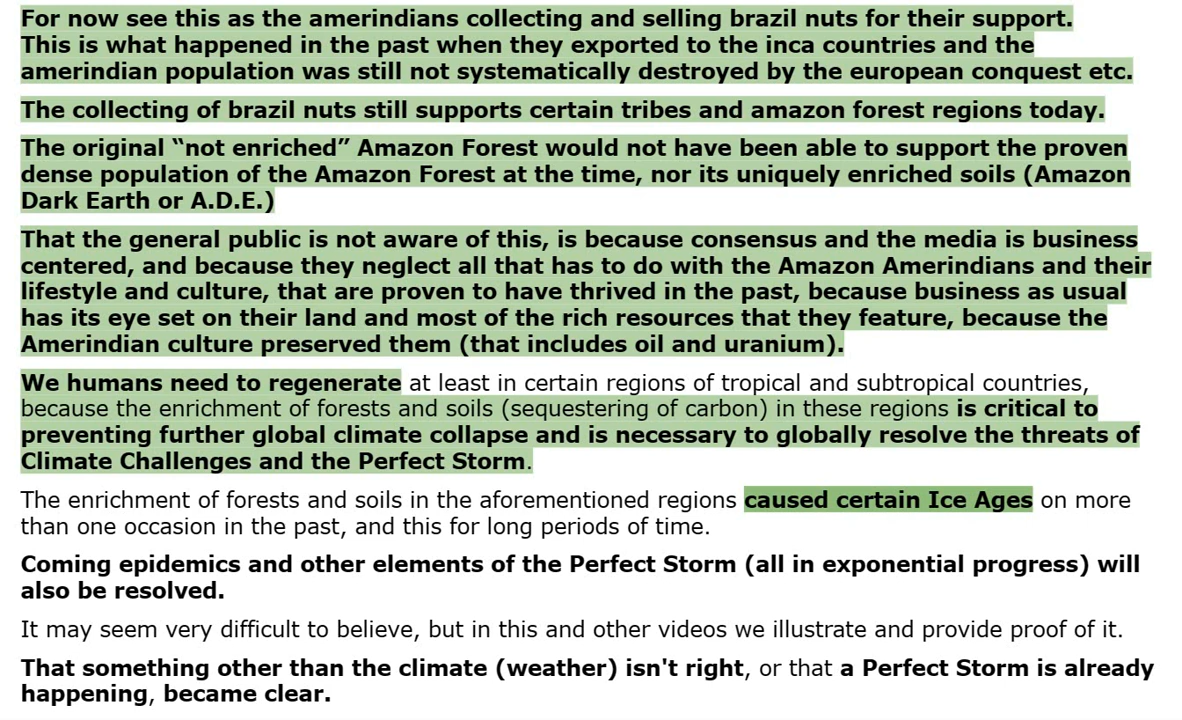 For now see this as the amerindians collecting and selling brazil nuts for their support.
This is what happened in the past when they exported to the inca countries and the
amerindian population was still not systematically destroyed by the european conquest etc.
The collecting of brazil nuts still supports certain tribes and amazon forest regions today.
The original “not enriched” Amazon Forest would not have been able to support the proven
dense population of the Amazon Forest at the time, nor its uniquely enriched soils (Amazon
Dark Earth or A.D.E.)
That the general public is not aware of this, is because consensus and the media is business
centered, and because they neglect all that has to do with the Amazon Amerindians and their
lifestyle and culture, that are proven to have thrived in the past, because business as usual
has its eye set on their land and most of the rich resources that they feature, because the
Amerindian culture preserved them (that includes oil and uranium).
We humans need to regenerate at least in certain regions of tropical and subtropical countries,
because the enrichment of forests and soils (sequestering of carbon) in these regions is critical to
preventing further global climate collapse and is necessary to globally resolve the threats of
Climate Challenges and the Perfect Storm.
The enrichment of forests and soils in the aforementioned regions caused certain Ice Ages on more
than one occasion in the past, and this for long periods of time.
Coming epidemics and other elements of the Perfect Storm (all in exponential progress) will
also be resolved.
It may seem very difficult to believe, but in this and other videos we illustrate and provide proof of it.
That something other than the climate (weather) isn't right, or that a Perfect Storm is already
happening, became clear.